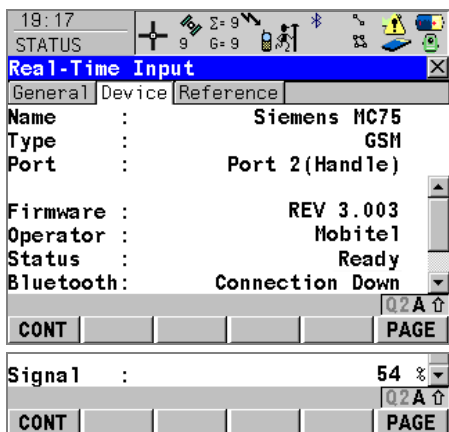 19:17 Σ=9
STATUS 9 G=9
Real-Time Input
General Device Reference
Name : Siemens MC75
Type : GSM
Port : Port 2(Handle)
Firmware : REV 3.003
Operator : Mobitel
Status : Ready
Bluetooth: Connection Down
Q2A⇧
CONT PAGE
Signal : 54 %
Q2A⇧
CONT PAGE